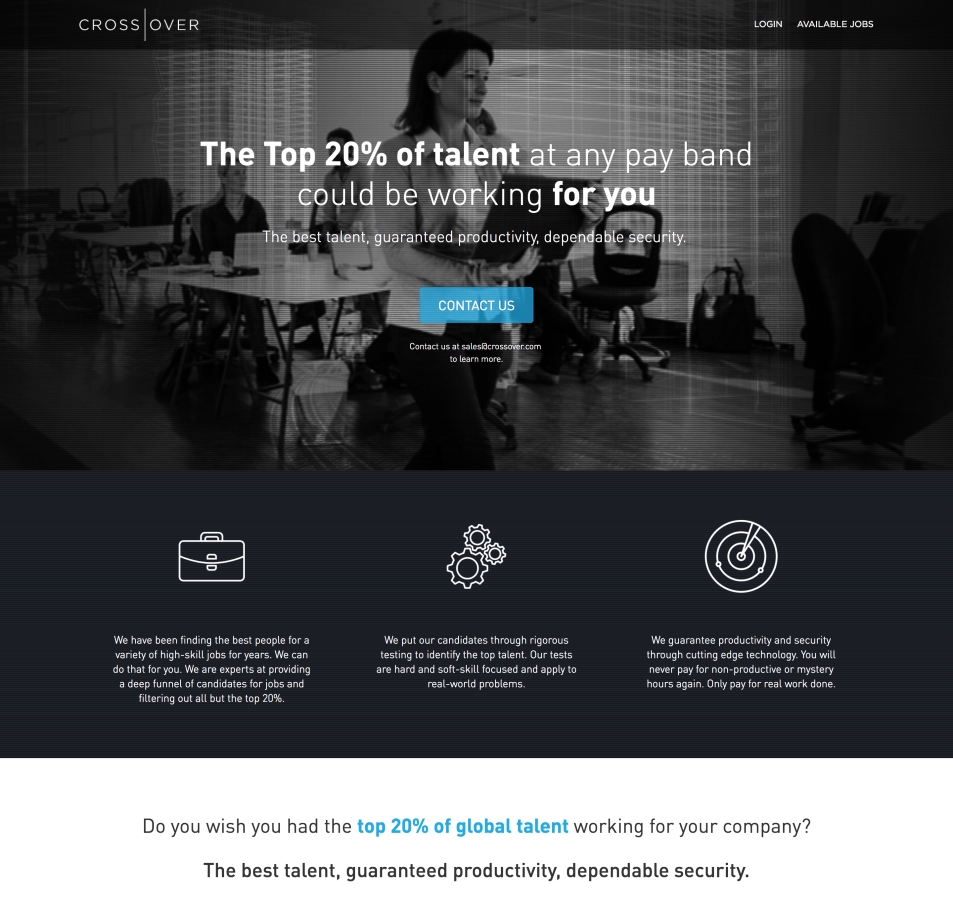 CROSS OVER
LOGIN AVAILABLE JOBS
The Top 20% of talent at any pay band
could be working for you
The best talent, guaranteed productivity, dependable security.
CONTACT US
Contact us at sales@crossover.com
to learn more.
We have been finding the best people for a
variety of high-skill jobs for years. We can
do that for you. We are experts at providing
a deep funnel of candidates for jobs and
filtering out all but the top 20%.
We put our candidates through rigorous
testing to identify the top talent. Our tests
are hard and soft-skill focused and apply to
real-world problems.
We guarantee productivity and security
through cutting edge technology. You will
never pay for non-productive or mystery
hours again. Only pay for real work done.
Do you wish you had the top 20% of global talent working for your company?
The best talent, guaranteed productivity, dependable security.